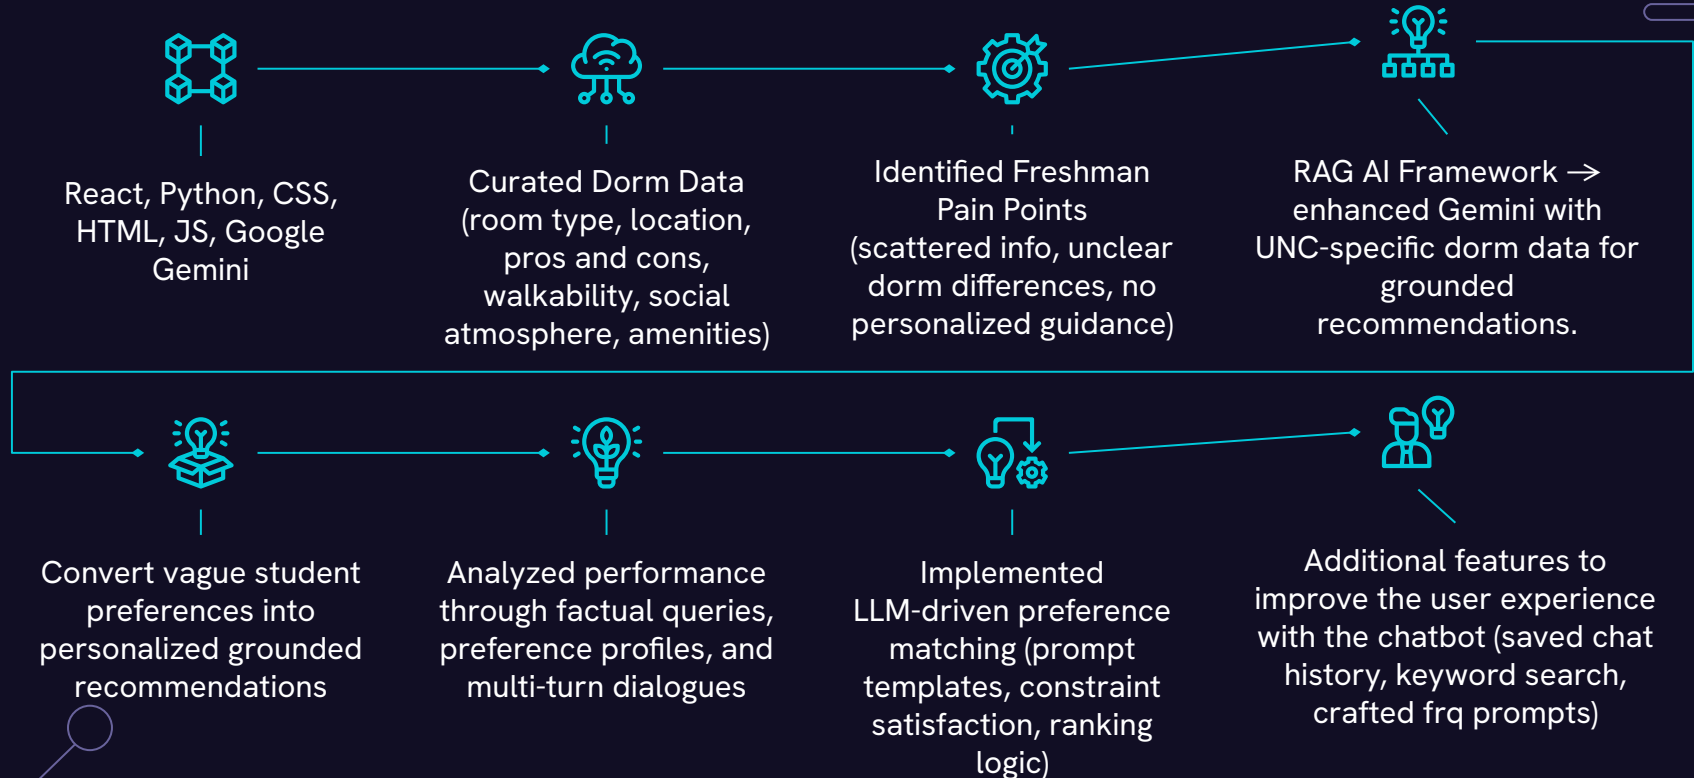 React, Python, CSS,
HTML, JS, Google
Gemini
Curated Dorm Data
(room type, location,
pros and cons,
walkability, social
atmosphere, amenities)
Identified Freshman
Pain Points
(scattered info, unclear
dorm differences, no
personalized guidance)
RAG AI Framework →
enhanced Gemini with
UNC-specific dorm data for
grounded
recommendations.
Convert vague student
preferences into
personalized grounded
recommendations
Analyzed performance
through factual queries,
preference profiles, and
multi-turn dialogues
Implemented
LLM-driven preference
matching (prompt
templates, constraint
satisfaction, ranking
logic)
Additional features to
improve the user experience
with the chatbot (saved chat
history, keyword search,
crafted frq prompts)